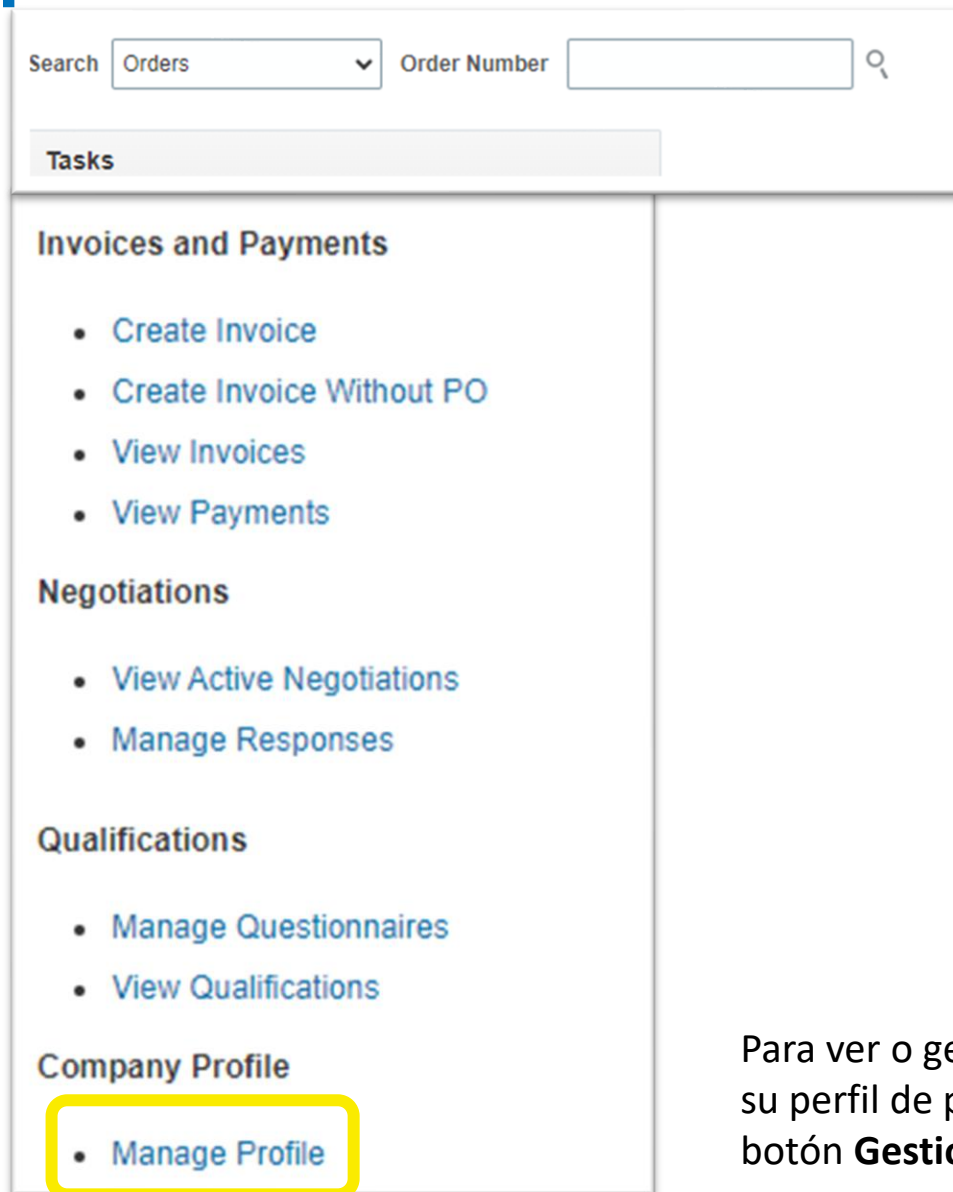 Search Orders Order Number
Tasks
Invoices and Payments
Create Invoice
Create Invoice Without PO
View Invoices
View Payments
Negotiations
View Active Negotiations
Manage Responses
Qualifications
Manage Questionnaires
View Qualifications
Company Profile
Manage Profile
Para ver o
su perfil de
botón